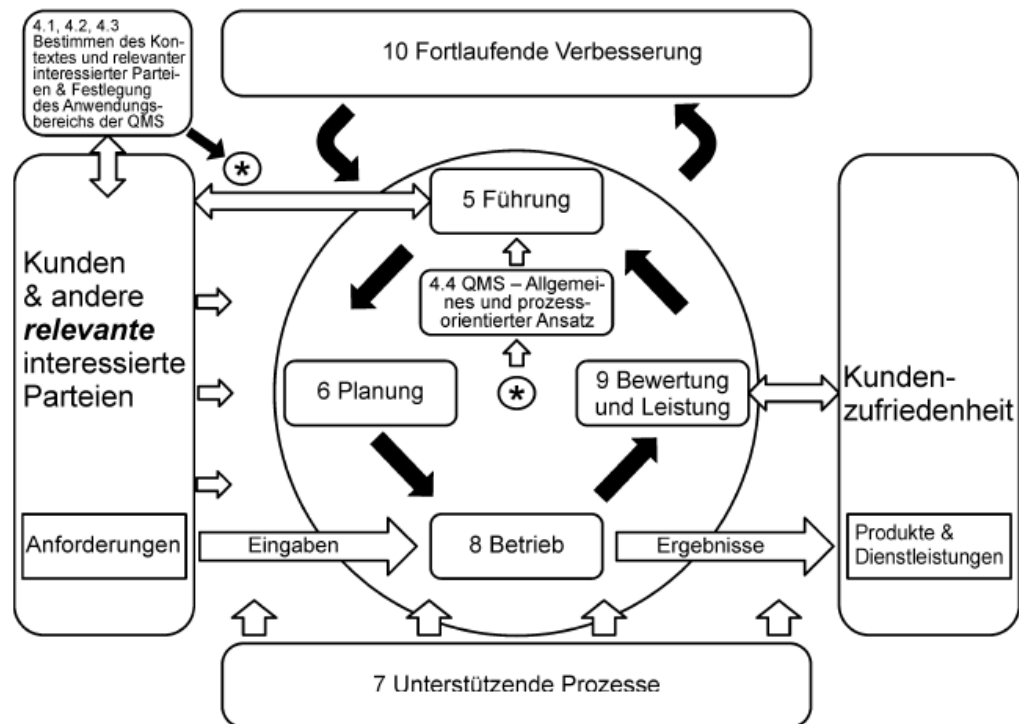 4.1, 4.2, 4.3
Bestimmen des Kon-
textes und relevanter
interessierter Partei-
en & Festlegung
des Anwendungs-
bereichs der QMS
10 Fortlaufende Verbesserung
*
5 Führung
Kunden
& andere
relevante
interessierte
Parteien
4.4 QMS – Allgemei-
nes und prozess-
orientierter Ansatz
*
6 Planung
9 Bewertung
und Leistung
Kunden-
zufriedenheit
Anforderungen
Eingaben
8 Betrieb
Ergebnisse
Produkte &
Dienstleistungen
7 Unterstützende Prozesse